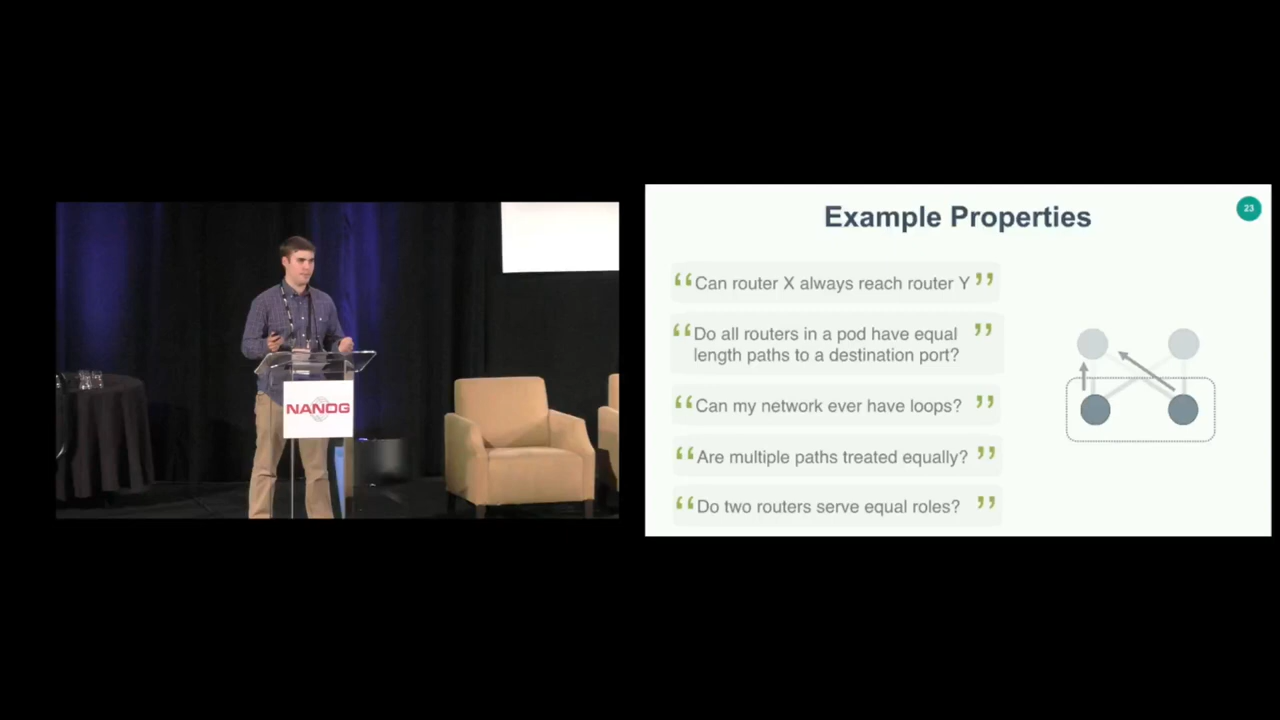 NANOG
Example Properties
23
“Can router X always reach router Y”
“Do all routers in a pod have equal
length paths to a destination port?”
“Can my network ever have loops?”
“Are multiple paths treated equally?”
“Do two routers serve equal roles?”